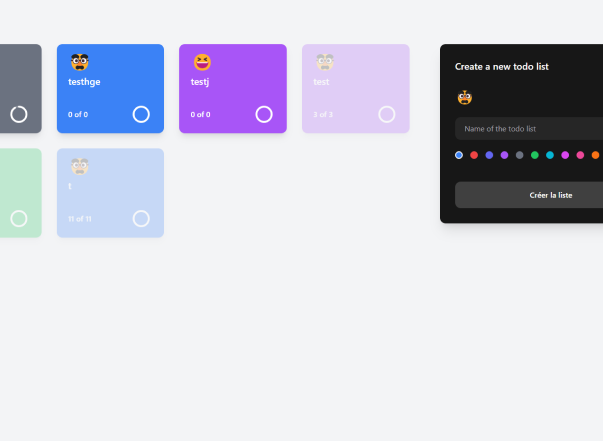 testhge
0 of 0
testj
0 of 0
test
3 of 3
t
11 of 11
Create a new todo list
Name of the todo list
Créer la liste